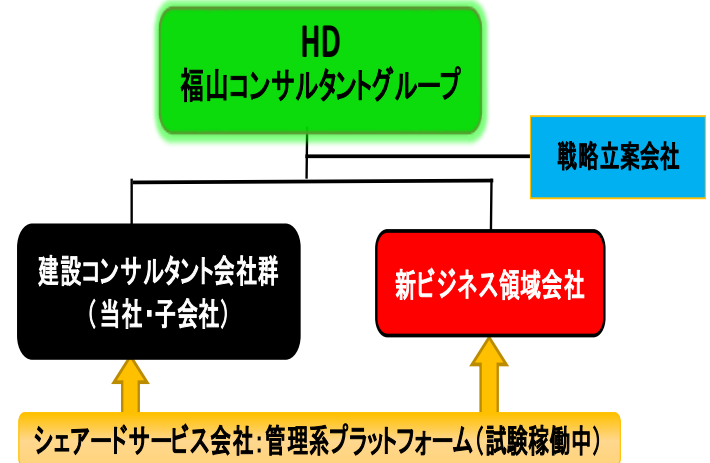 HD
福山コンサルタントグループ
戦略立案会社
建設コンサルタント会社群
（当社・子会社）
新ビジネス領域会社
シェアードサービス会社：管理系プラットフォーム（試験稼働中）